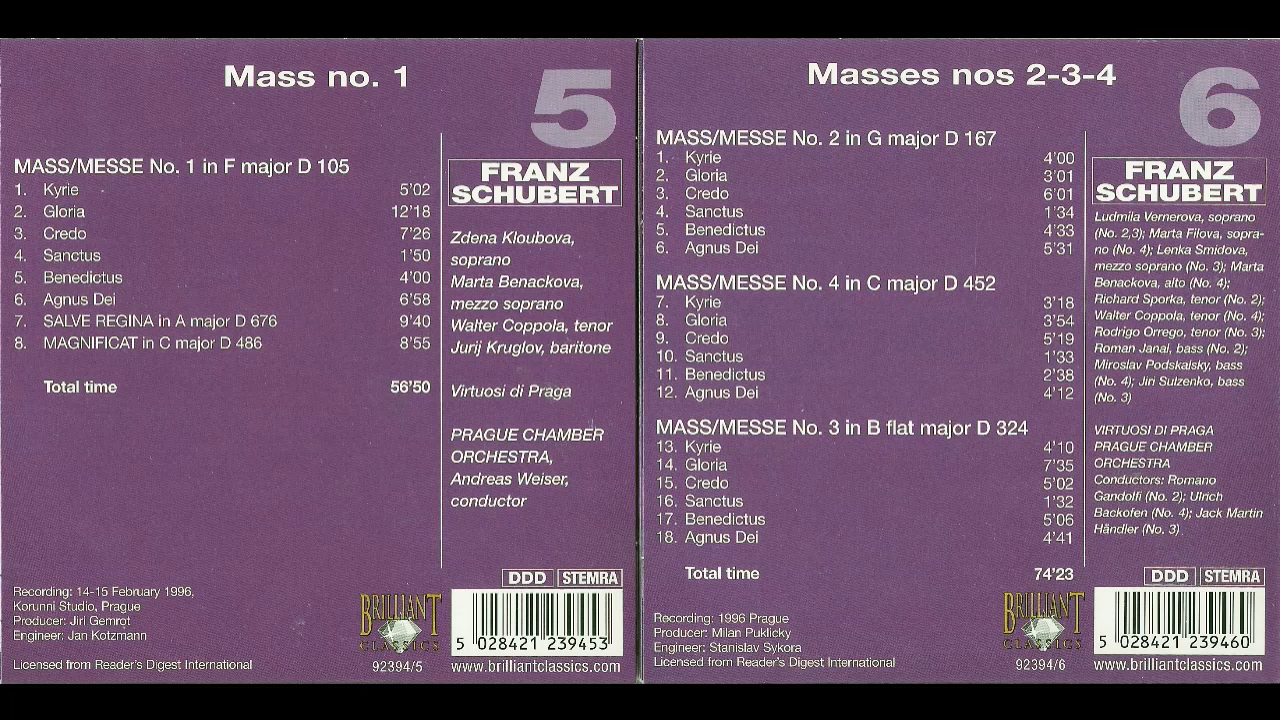 Mass no. 1
5
MASS/MESSE No. 1 in F major D 105
1. Kyrie 5'02
2. Gloria 12'18
3. Credo 7'26
4. Sanctus 1'50
5. Benedictus 4'00
6. Agnus Dei 6'58
7. SALVE REGINA in A major D 676 9'40
8. MAGNIFICAT in C major D 486 8'55
Total time 56'50
FRANZ
SCHUBERT
Zdena Kloubova,
soprano
Marta Benackova,
mezzo soprano
Walter Coppola, tenor
Jurij Kruglov, baritone
Virtuosi di Praga
PRAGUE CHAMBER
ORCHESTRA,
Andreas Weiser,
conductor
Recording: 14-15 February 1996,
Korunni Studio, Prague
Producer: Jiri Gemrot
Engineer: Jan Kotzmann
Licensed from Reader's Digest International
BRILLIANT
CLASSICS
92394/5
DDD STEMRA
5 028421 239453
www.brilliantclassics.com
Masses nos 2-3-4
6
MASS/MESSE No. 2 in G major D 167
1. Kyrie 4'00
2. Gloria 3'01
3. Credo 6'01
4. Sanctus 1'34
5. Benedictus 4'33
6. Agnus Dei 5'31
MASS/MESSE No. 4 in C major D 452
7. Kyrie 3'18
8. Gloria 3'54
9. Credo 5'19
10. Sanctus 1'33
11. Benedictus 2'38
12. Agnus Dei 4'12
MASS/MESSE No. 3 in B flat major D 324
13. Kyrie 4'10
14. Gloria 7'35
15. Credo 5'02
16. Sanctus 1'32
17. Benedictus 5'06
18. Agnus Dei 4'41
Total time 74'23
FRANZ
SCHUBERT
Ludmila Vernerova, soprano
(No. 2,3); Marta Filova, sopra-
no (No. 4); Lenka Smidova,
mezzo soprano (No. 3); Marta
Benackova, alto (No. 4);
Richard Sporka, tenor (No. 2);
Walter Coppola, tenor (No. 4);
Rodrigo Orrego, tenor (No. 3);
Roman Janal, bass (No. 2);
Miroslav Podskalsky, bass
(No. 4); Jiri Sulzenko, bass
(No. 3)
VIRTUOSI DI PRAGA
PRAGUE CHAMBER
ORCHESTRA
Conductors: Romano
Gandolfi (No. 2); Ulrich
Backofen (No. 4); Jack Martin
Händler (No. 3)
Recording: 1996 Prague
Producer: Milan Puklicky
Engineer: Stanislav Sykora
Licensed from Reader's Digest International
BRILLIANT
CLASSICS
92394/6
DDD STEMRA
5 028421 239460
www.brilliantclassics.com